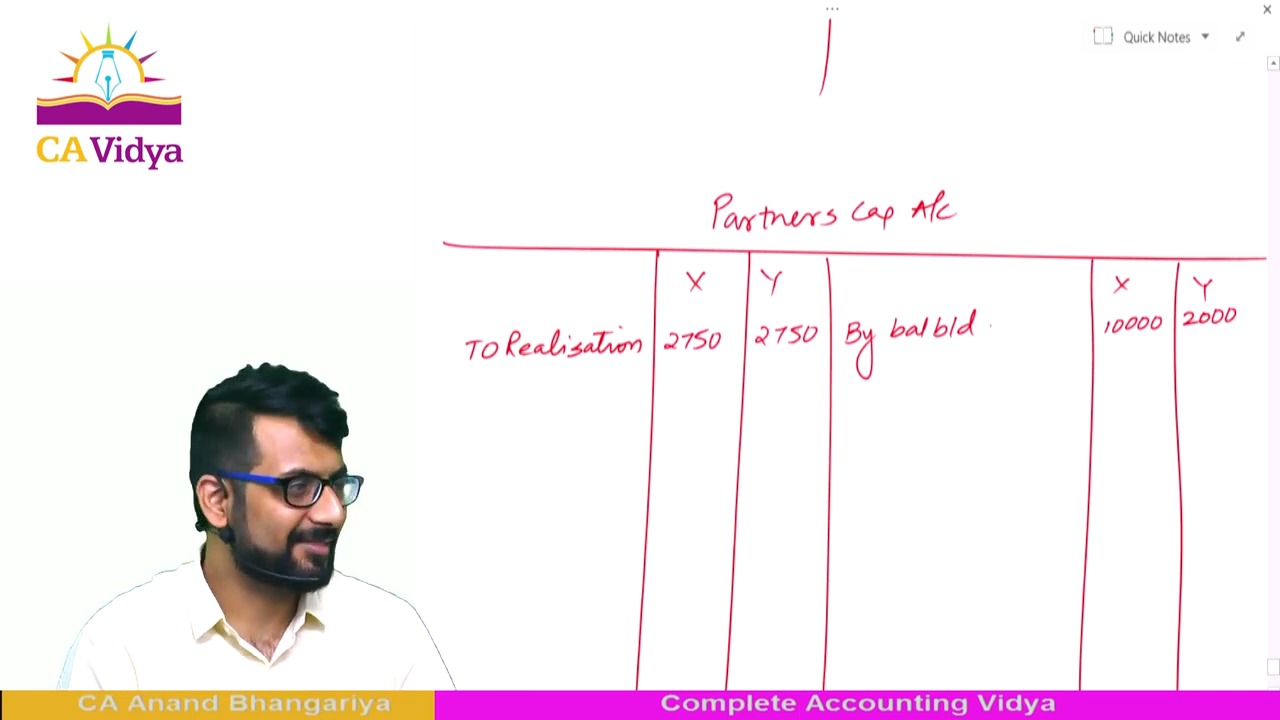 Quick Notes
CA Vidya
Partners Cap A/c
X Y X Y
TO Realisation 2750 2750 By bal b/d. 10000 2000
CA Anand Bhangariya
Complete Accounting Vidya